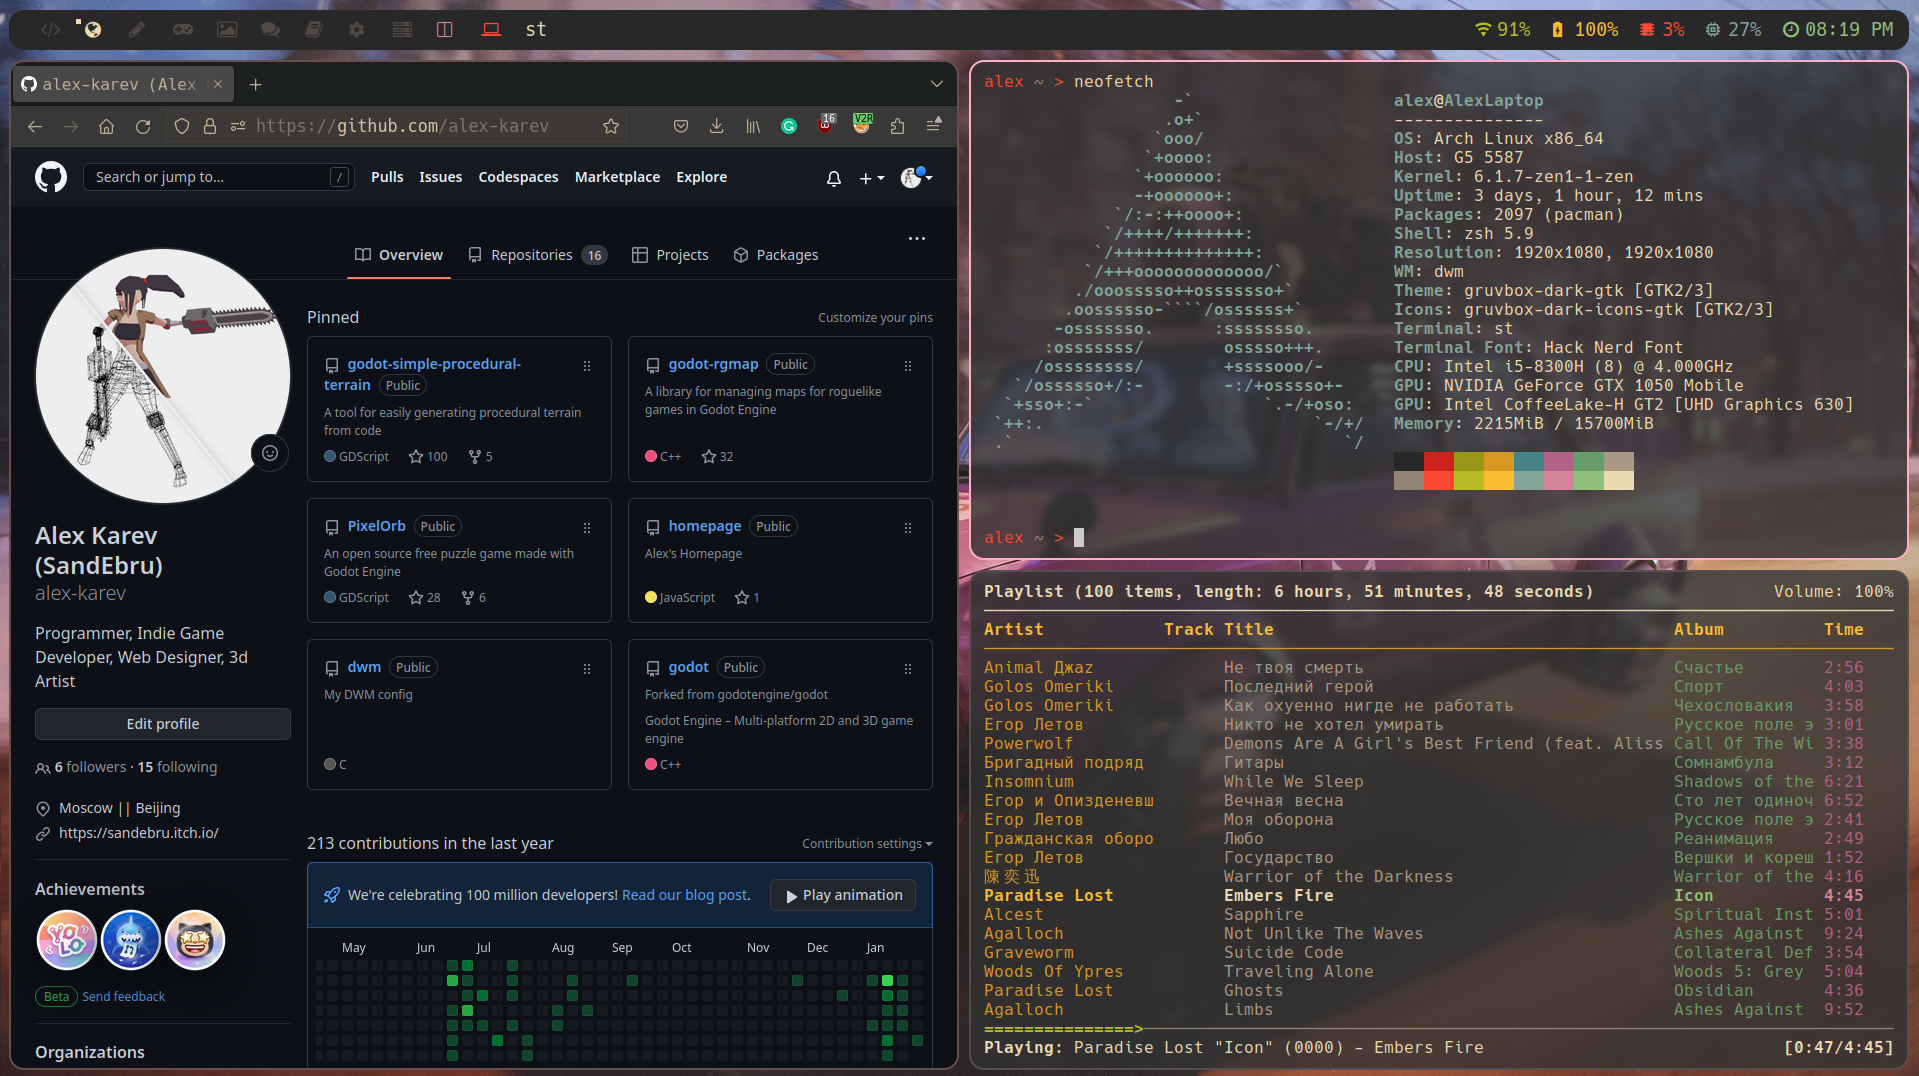 st
91%
100%
3%
27%
08:19 PM
alex-karev (Alex
https://github.com/alex-karev
16
V2R
Search or jump to...
/
Pulls Issues Codespaces Marketplace Explore
Overview Repositories 16 Projects Packages
Pinned
Customize your pins
godot-simple-procedural-
terrain Public
A tool for easily generating procedural terrain
from code
GDScript 100 5
godot-rgmap Public
A library for managing maps for roguelike
games in Godot Engine
C++ 32
PixelOrb Public
An open source free puzzle game made with
Godot Engine
GDScript 28 6
homepage Public
Alex's Homepage
JavaScript 1
dwm Public
My DWM config
C
godot Public
Forked from godotengine/godot
Godot Engine – Multi-platform 2D and 3D game
engine
C++
Alex Karev
(SandEbru)
alex-karev
Programmer, Indie Game
Developer, Web Designer, 3d
Artist
Edit profile
6 followers · 15 following
Moscow || Beijing
https://sandebru.itch.io/
Achievements
YOLO
Beta Send feedback
Organizations
213 contributions in the last year
Contribution settings
We're celebrating 100 million developers! Read our blog post.
Play animation
May Jun Jul Aug Sep Oct Nov Dec Jan
alex ~ > neofetch
alex@AlexLaptop
---------------
OS: Arch Linux x86_64
Host: G5 5587
Kernel: 6.1.7-zen1-1-zen
Uptime: 3 days, 1 hour, 12 mins
Packages: 2097 (pacman)
Shell: zsh 5.9
Resolution: 1920x1080, 1920x1080
WM: dwm
Theme: gruvbox-dark-gtk [GTK2/3]
Icons: gruvbox-dark-icons-gtk [GTK2/3]
Terminal: st
Terminal Font: Hack Nerd Font
CPU: Intel i5-8300H (8) @ 4.000GHz
GPU: NVIDIA GeForce GTX 1050 Mobile
GPU: Intel CoffeeLake-H GT2 [UHD Graphics 630]
Memory: 2215MiB / 15700MiB
alex ~ >
Playlist (100 items, length: 6 hours, 51 minutes, 48 seconds) Volume: 100%
Artist Track Title Album Time
Animal Джаz Не твоя смерть Счастье 2:56
Golos Omeriki Последний герой Спорт 4:03
Golos Omeriki Как охуенно нигде не работать Чехословакия 3:58
Егор Летов Никто не хотел умирать Русское поле э 3:01
Powerwolf Demons Are A Girl's Best Friend (feat. Aliss Call Of The Wi 3:38
Бригадный подряд Гитары Сомнамбула 3:12
Insomnium While We Sleep Shadows of the 6:21
Егор и Опизденевш Вечная весна Сто лет одиноч 6:52
Егор Летов Моя оборона Русское поле э 2:41
Гражданская оборо Любо Реанимация 2:49
Егор Летов Государство Вершки и кореш 1:52
陳奕迅 Warrior of the Darkness Warrior of the 4:16
Paradise Lost Embers Fire Icon 4:45
Alcest Sapphire Spiritual Inst 5:01
Agalloch Not Unlike The Waves Ashes Against 9:24
Graveworm Suicide Code Collateral Def 3:54
Woods Of Ypres Traveling Alone Woods 5: Grey 5:04
Paradise Lost Ghosts Obsidian 4:36
Agalloch Limbs Ashes Against 9:52
Playing: Paradise Lost "Icon" (0000) - Embers Fire [0:47/4:45]